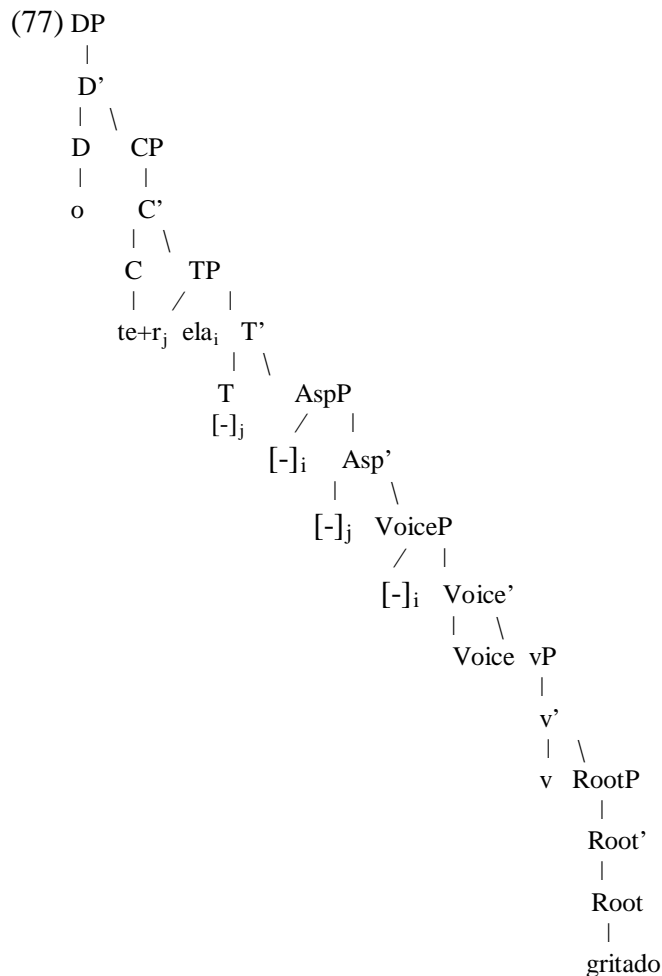 (77) DP
D’
D CP
o C’
C TP
te+rj elai T’
T AspP
[-]j
[-]i Asp’
[-]j VoiceP
[-]i Voice’
Voice vP
v’
v RootP
Root’
Root
gritado